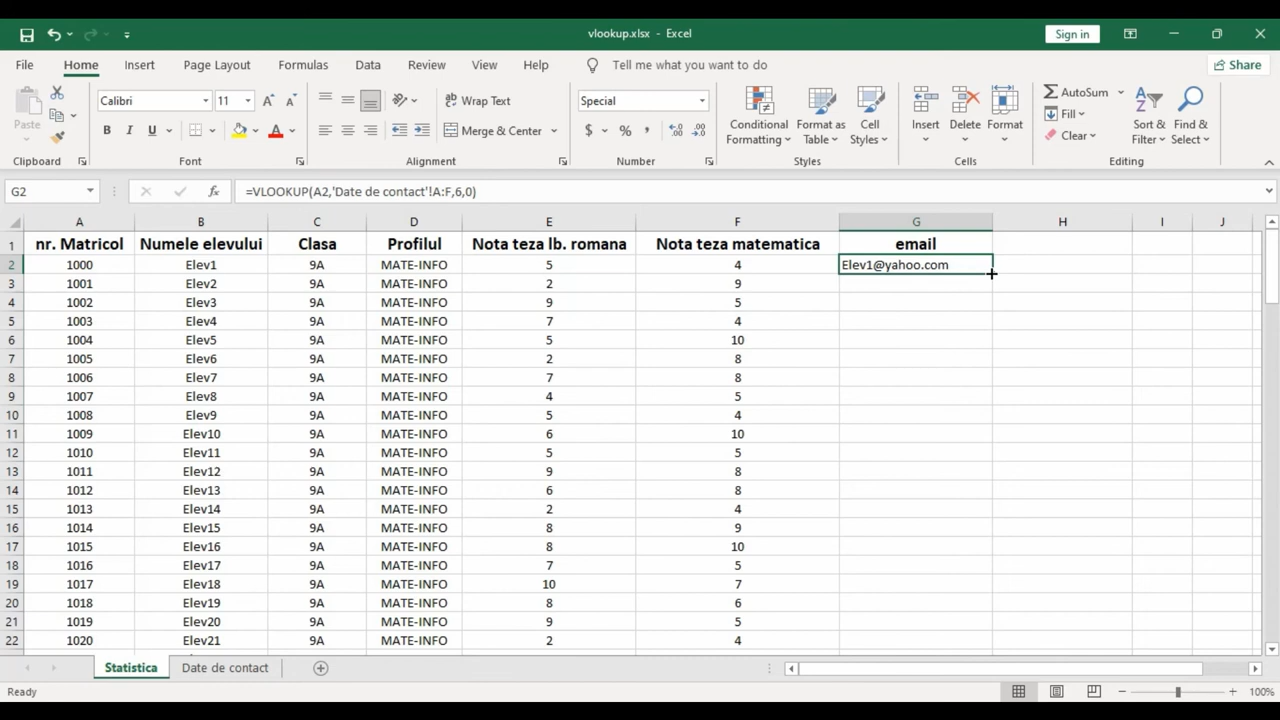 vlookup.xlsx - Excel
Sign in
File Home Insert Page Layout Formulas Data Review View Help Tell me what you want to do Share
Paste
Calibri 11
Wrap Text
Special
Conditional Formatting
Format as Table
Cell Styles
Insert Delete Format
AutoSum
Fill
Clear
Sort & Filter
Find & Select
B I U
Merge & Center
$ % ,
Clipboard Font Alignment Number Styles Cells Editing
G2 fx =VLOOKUP(A2,'Date de contact'!A:F,6,0)
A B C D E F G H I J
1 nr. Matricol Numele elevului Clasa Profilul Nota teza lb. romana Nota teza matematica email
2 1000 Elev1 9A MATE-INFO 5 4 Elev1@yahoo.com
3 1001 Elev2 9A MATE-INFO 2 9
4 1002 Elev3 9A MATE-INFO 9 5
5 1003 Elev4 9A MATE-INFO 7 4
6 1004 Elev5 9A MATE-INFO 5 10
7 1005 Elev6 9A MATE-INFO 2 8
8 1006 Elev7 9A MATE-INFO 7 8
9 1007 Elev8 9A MATE-INFO 4 5
10 1008 Elev9 9A MATE-INFO 5 4
11 1009 Elev10 9A MATE-INFO 6 10
12 1010 Elev11 9A MATE-INFO 5 5
13 1011 Elev12 9A MATE-INFO 9 8
14 1012 Elev13 9A MATE-INFO 6 8
15 1013 Elev14 9A MATE-INFO 2 4
16 1014 Elev15 9A MATE-INFO 8 9
17 1015 Elev16 9A MATE-INFO 8 10
18 1016 Elev17 9A MATE-INFO 7 5
19 1017 Elev18 9A MATE-INFO 10 7
20 1018 Elev19 9A MATE-INFO 8 6
21 1019 Elev20 9A MATE-INFO 9 5
22 1020 Elev21 9A MATE-INFO 2 4
Statistica Date de contact
Ready 100%